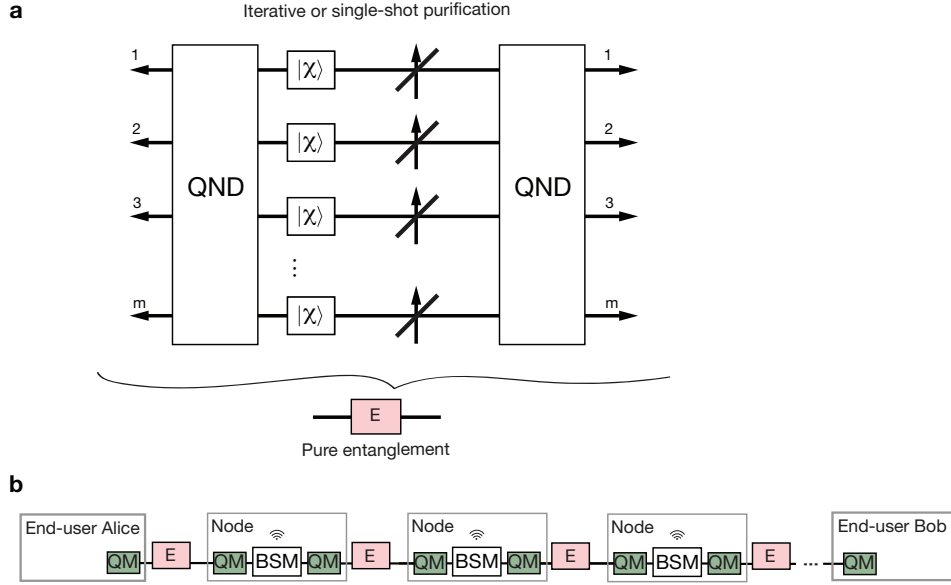 a
Iterative or single-shot purification
1 |χ⟩ 1
2 |χ⟩ 2
QND QND
3 |χ⟩ 3
⋮
m |χ⟩ m
E
Pure entanglement
b
End-user Alice Node Node Node End-user Bob
QM E QM BSM QM E QM BSM QM E QM BSM QM E ... QM